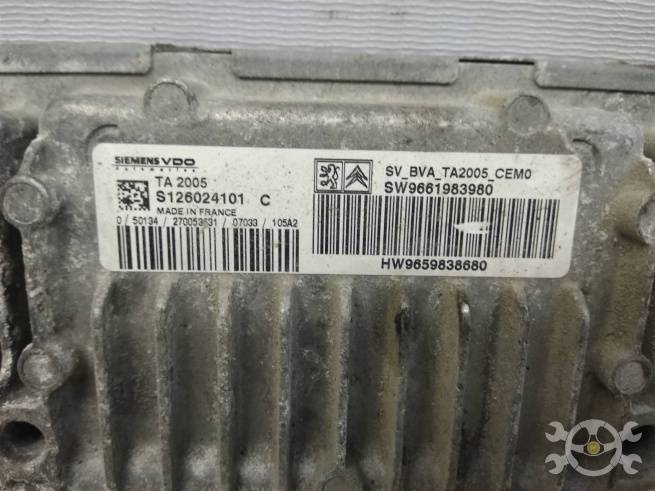 SIEMENS VDO
Automotive
TA 2005
S126024101 C
MADE IN FRANCE
0 / 50134 / 270053631 / 07033 / 105A2
SV_BVA_TA2005_CEM0
SW9661983980
HW9659838680